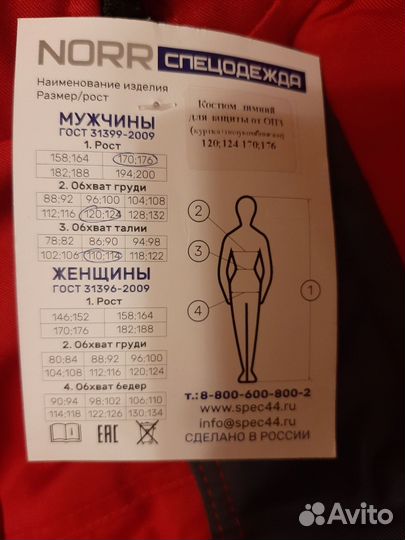 NORR СПЕЦОДЕЖДА
Наименование изделия
Размер/рост
Костюм зимний
для защиты от ОПЗ
(куртка+полукомбинезон)
120;124 170;176
МУЖЧИНЫ
ГОСТ 31399-2009
1. Рост
158;164 170;176
182;188 194;200
2. Обхват груди
88;92 96;100 104;108
112;116 120;124 128;132
3. Обхват талии
78;82 86;90 94;98
102;106 110;114 118;122
ЖЕНЩИНЫ
ГОСТ 31396-2009
1. Рост
146;152 158;164
170;176 182;188
2. Обхват груди
80;84 88;92 96;100
104;108 112;116 120;124
4. Обхват бедер
90;94 98;102 106;110
114;118 122;126 130;134
EAC
2
3
4
1
т.:8-800-600-800-2
www.spec44.ru
info@spec44.ru
СДЕЛАНО В РОССИИ
Avito